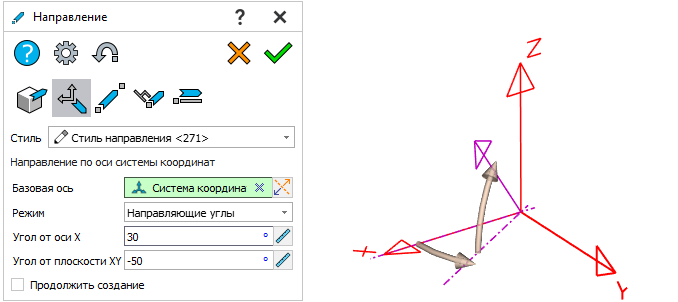 Направление ? ×
?
Стиль Стиль направления <271>
Направление по оси системы координат
Базовая ось Система координа
Режим Направляющие углы
Угол от оси X 30 °
Угол от плоскости XY -50 °
Продолжить создание
Z
X
Y